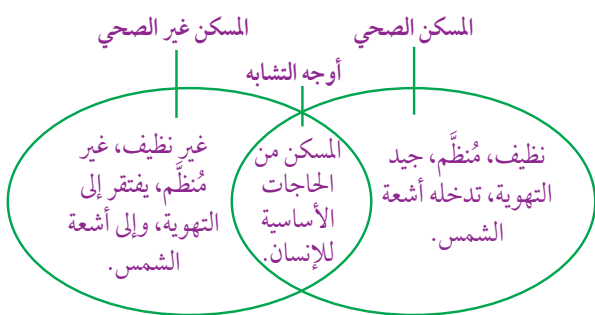 المسكن الصحي
المسكن غير الصحي
أوجه التشابه
نظيف، مُنظَّم، جيد
التهوية، تدخله أشعة
الشمس.
المسكن من
الحاجات
الأساسية
للإنسان.
غير نظيف، غير
مُنظَّم، يفتقر إلى
التهوية، وإلى أشعة
الشمس.